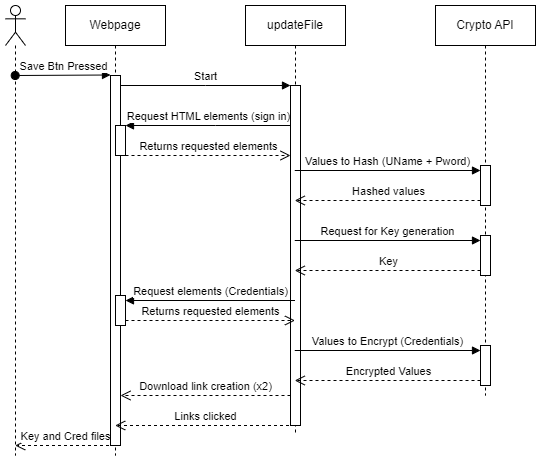 Webpage
updateFile
Crypto API
Save Btn Pressed
Start
Request HTML elements (sign in)
Returns requested elements
Values to Hash (UName + Pword)
Hashed values
Request for Key generation
Key
Request elements (Credentials)
Returns requested elements
Values to Encrypt (Credentials)
Encrypted Values
Download link creation (x2)
Links clicked
Key and Cred files